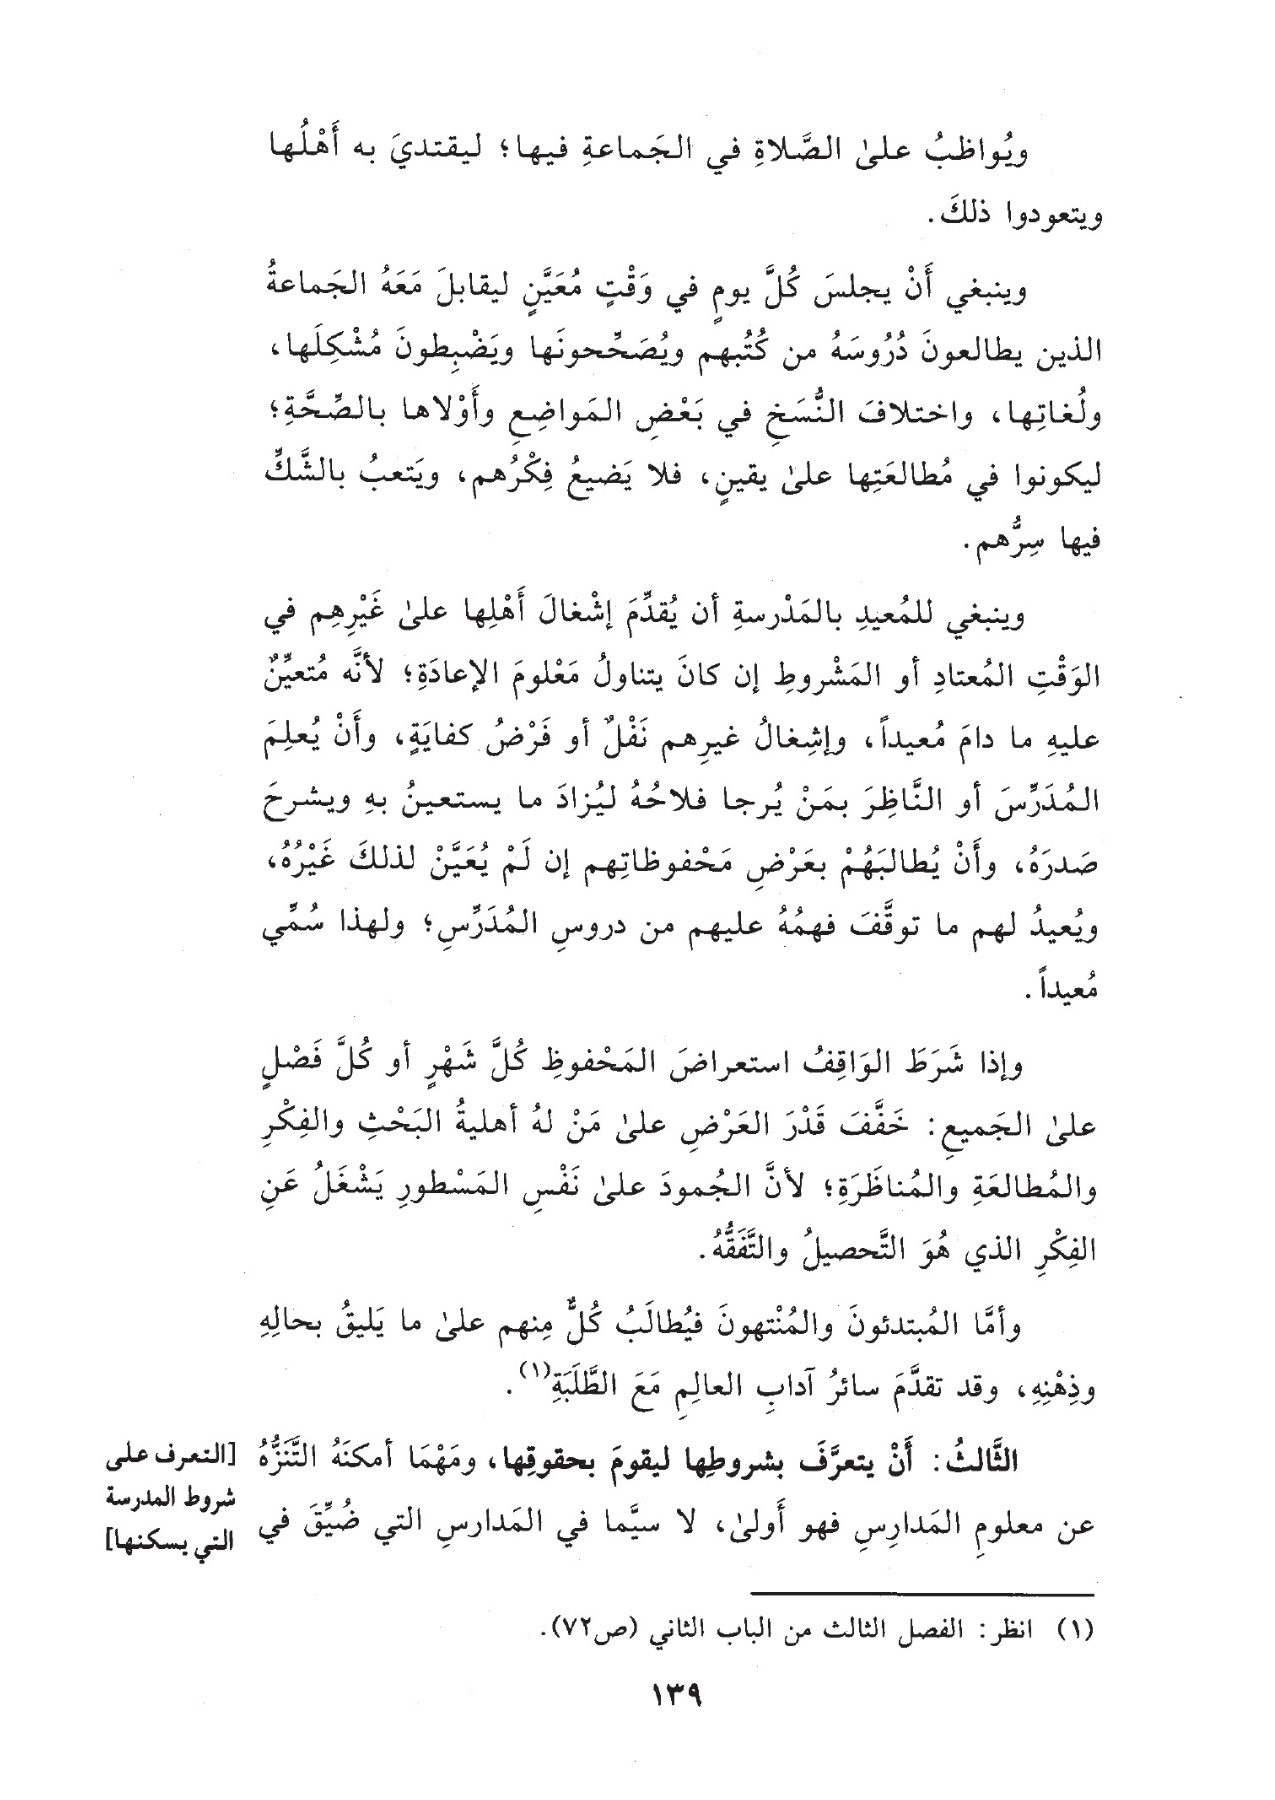 ويُواظبُ علىٰ الصَّلاةِ في الجَماعةِ فيها؛ ليقتديَ به أَهْلُها
ويتعودوا ذلكَ.
وينبغي أَنْ يجلسَ كُلَّ يومٍ في وَقْتٍ مُعَيَّنٍ ليقابلَ مَعَهُ الجَماعةُ
الذين يطالعونَ دُرُوسَهُ من كُتُبهم ويُصَحِّحونَها ويَضْبِطونَ مُشْكِلَها،
ولُغاتِها، واختلافَ النُّسَخِ في بَعْضِ المَواضِعِ وأَوْلاها بالصِّحَّةِ؛
ليكونوا في مُطالعَتِها علىٰ يقينٍ، فلا يَضيعُ فِكْرُهم، ويَتعبُ بالشَّكِّ
فيها سِرُّهم.
وينبغي للمُعيدِ بالمَدْرسةِ أن يُقدِّمَ إشْغالَ أَهْلِها علىٰ غَيْرِهِم في
الوَقْتِ المُعتادِ أو المَشْروطِ إن كانَ يتناولُ مَعْلومَ الإعادَةِ؛ لأنَّه مُتعيِّنٌ
عليهِ ما دامَ مُعيداً، وإشِغالُ غيرِهم نَفْلٌ أو فَرْضُ كفايَةٍ، وأَنْ يُعلِمَ
المُدَرِّسَ أو النَّاظِرَ بمَنْ يُرجا فلاحُهُ ليُزادَ ما يستعينُ بهِ ويشرحَ
صَدرَهُ، وأَنْ يُطالبَهُمْ بعَرْضِ مَحْفوظاتِهم إن لَمْ يُعَيَّنْ لذلكَ غَيْرُهُ،
ويُعيدُ لهم ما توقَّفَ فهمُهُ عليهم من دروسِ المُدَرِّسِ؛ ولهذا سُمِّي
مُعيداً.
وإذا شَرَطَ الوَاقِفُ استعراضَ المَحْفوظِ كُلَّ شَهْرٍ أو كُلَّ فَصْلٍ
علىٰ الجَميعِ: خَفَّفَ قَدْرَ العَرْضِ علىٰ مَنْ لهُ أهليةُ البَحْثِ والفِكْرِ
والمُطالعَةِ والمُناظَرَةِ؛ لأنَّ الجُمودَ علىٰ نَفْسِ المَسْطورِ يَشْغَلُ عَنِ
الفِكْرِ الذي هُوَ التَّحصيلُ والتَّفَقُّهُ.
وأمَّا المُبتدئونَ والمُنْتهونَ فيُطالَبُ كُلٌّ مِنهم علىٰ ما يَليقُ بحالِهِ
وذِهْنِهِ، وقد تقدَّمَ سائرُ آدابِ العالِمِ مَعَ الطَّلَبَةِ(١).
الثَّالثُ: أَنْ يتعرَّفَ بشروطِها ليقومَ بحقوقِها، ومَهْمَا أمكنَهُ التَّنَزُّهُ
[التعرف على
شروط المدرسة
التي يسكنها]
عن معلومِ المَدارِسِ فهو أَولىٰ، لا سيَّما في المَدارسِ التي ضُيِّقَ في
(١) انظر: الفصل الثالث من الباب الثاني (ص٧٢).
١٣٩